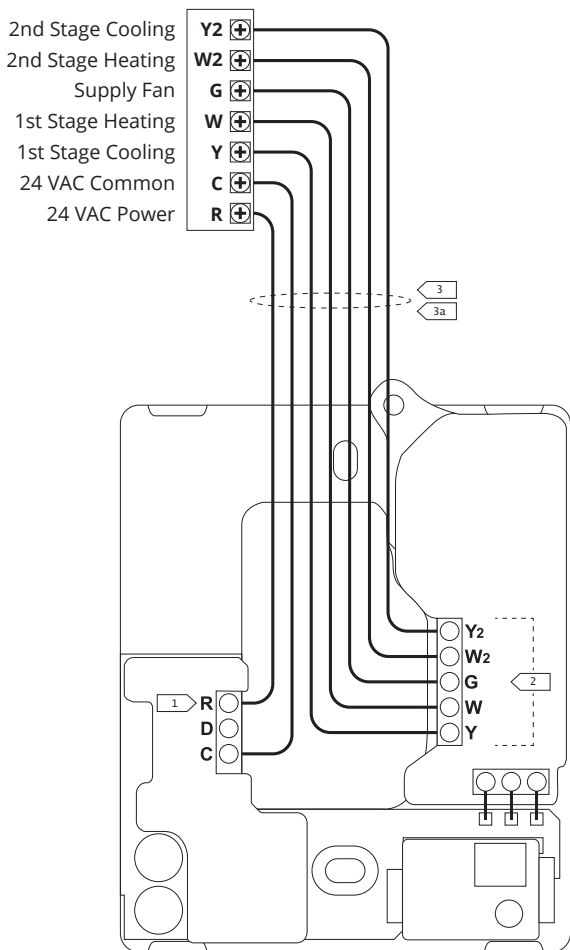 2nd Stage Cooling Y2
2nd Stage Heating W2
Supply Fan G
1st Stage Heating W
1st Stage Cooling Y
24 VAC Common C
24 VAC Power R
3
3a
Y2
W2
G
W
Y
2
1
R
D
C